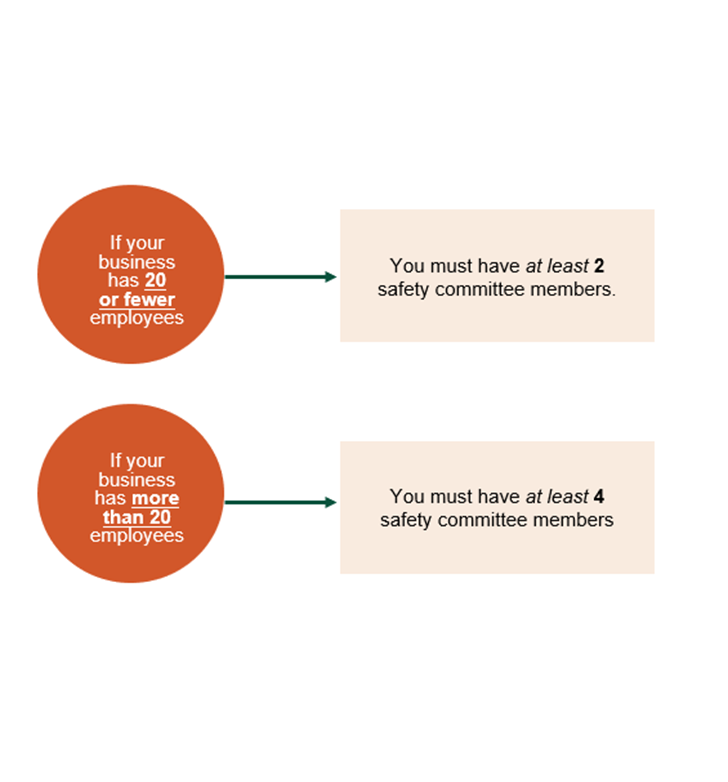 If your
business
has 20
or fewer
employees
You must have at least 2
safety committee members.
If your
business
has more
than 20
employees
You must have at least 4
safety committee members